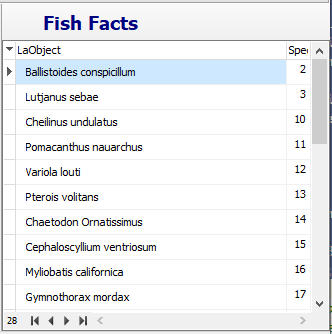 Fish Facts
LaObject Spec
Ballistoides conspicillum 2
Lutjanus sebae 3
Cheilinus undulatus 10
Pomacanthus nauarchus 11
Variola louti 12
Pterois volitans 13
Chaetodon Ornatissimus 14
Cephaloscyllium ventriosum 15
Myliobatis californica 16
Gymnothorax mordax 17
28